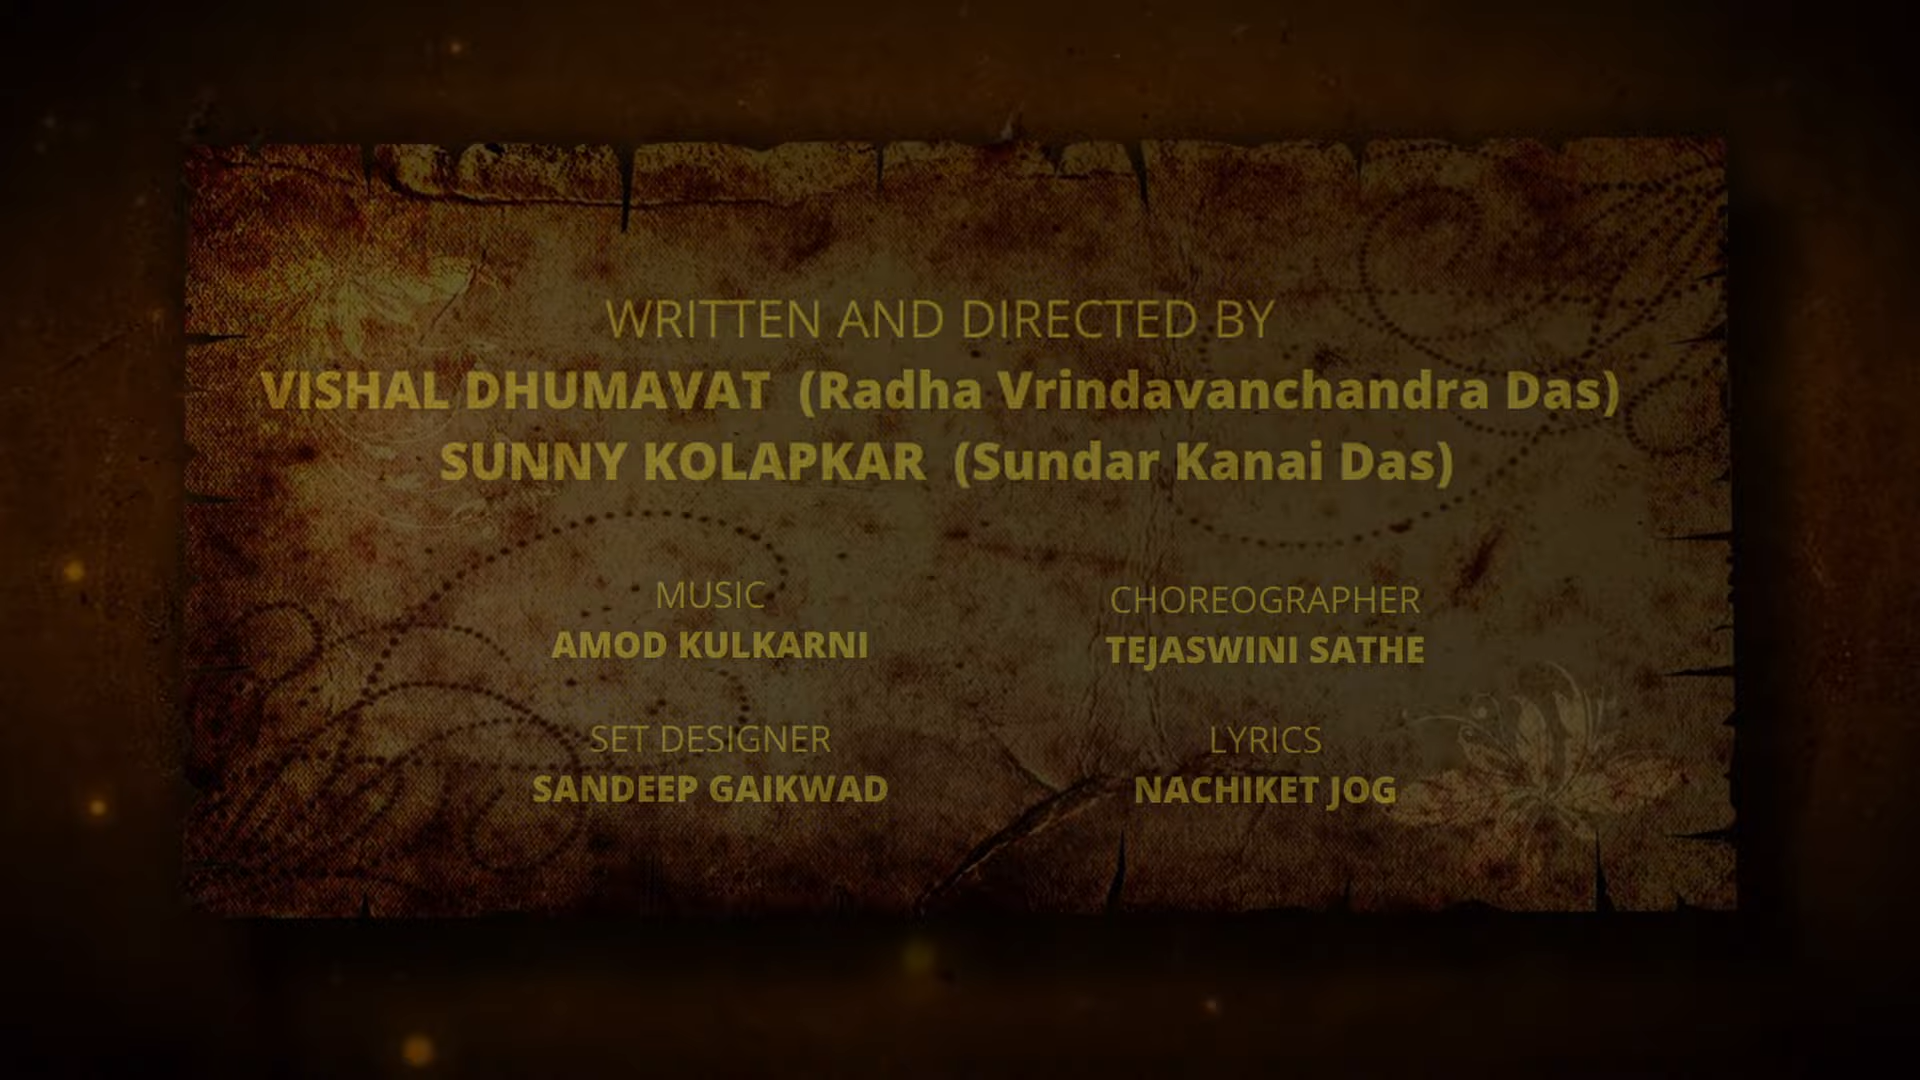 WRITTEN AND DIRECTED BY
VISHAL DHUMAVAT (Radha Vrindavanchandra Das)
SUNNY KOLAPKAR (Sundar Kanai Das)
MUSIC
AMOD KULKARNI
CHOREOGRAPHER
TEJASWINI SATHE
SET DESIGNER
SANDEEP GAIKWAD
LYRICS
NACHIKET JOG